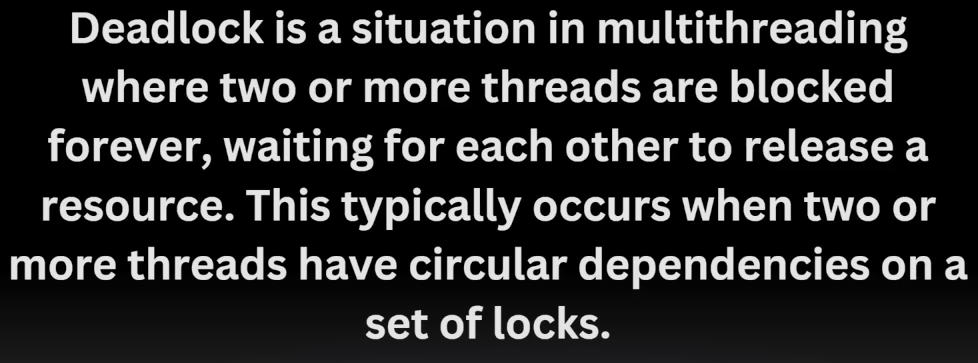 Deadlock is a situation in multithreading
where two or more threads are blocked
forever, waiting for each other to release a
resource. This typically occurs when two or
more threads have circular dependencies on a
set of locks.